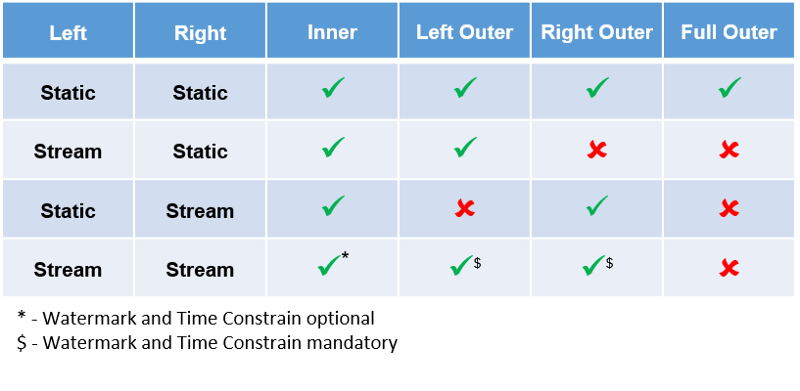 Left Right Inner Left Outer Right Outer Full Outer
Static Static ✓ ✓ ✓ ✓
Stream Static ✓ ✓ ✗ ✗
Static Stream ✓ ✗ ✓ ✗
Stream Stream ✓* ✓$ ✓$ ✗
* - Watermark and Time Constrain optional
$ - Watermark and Time Constrain mandatory